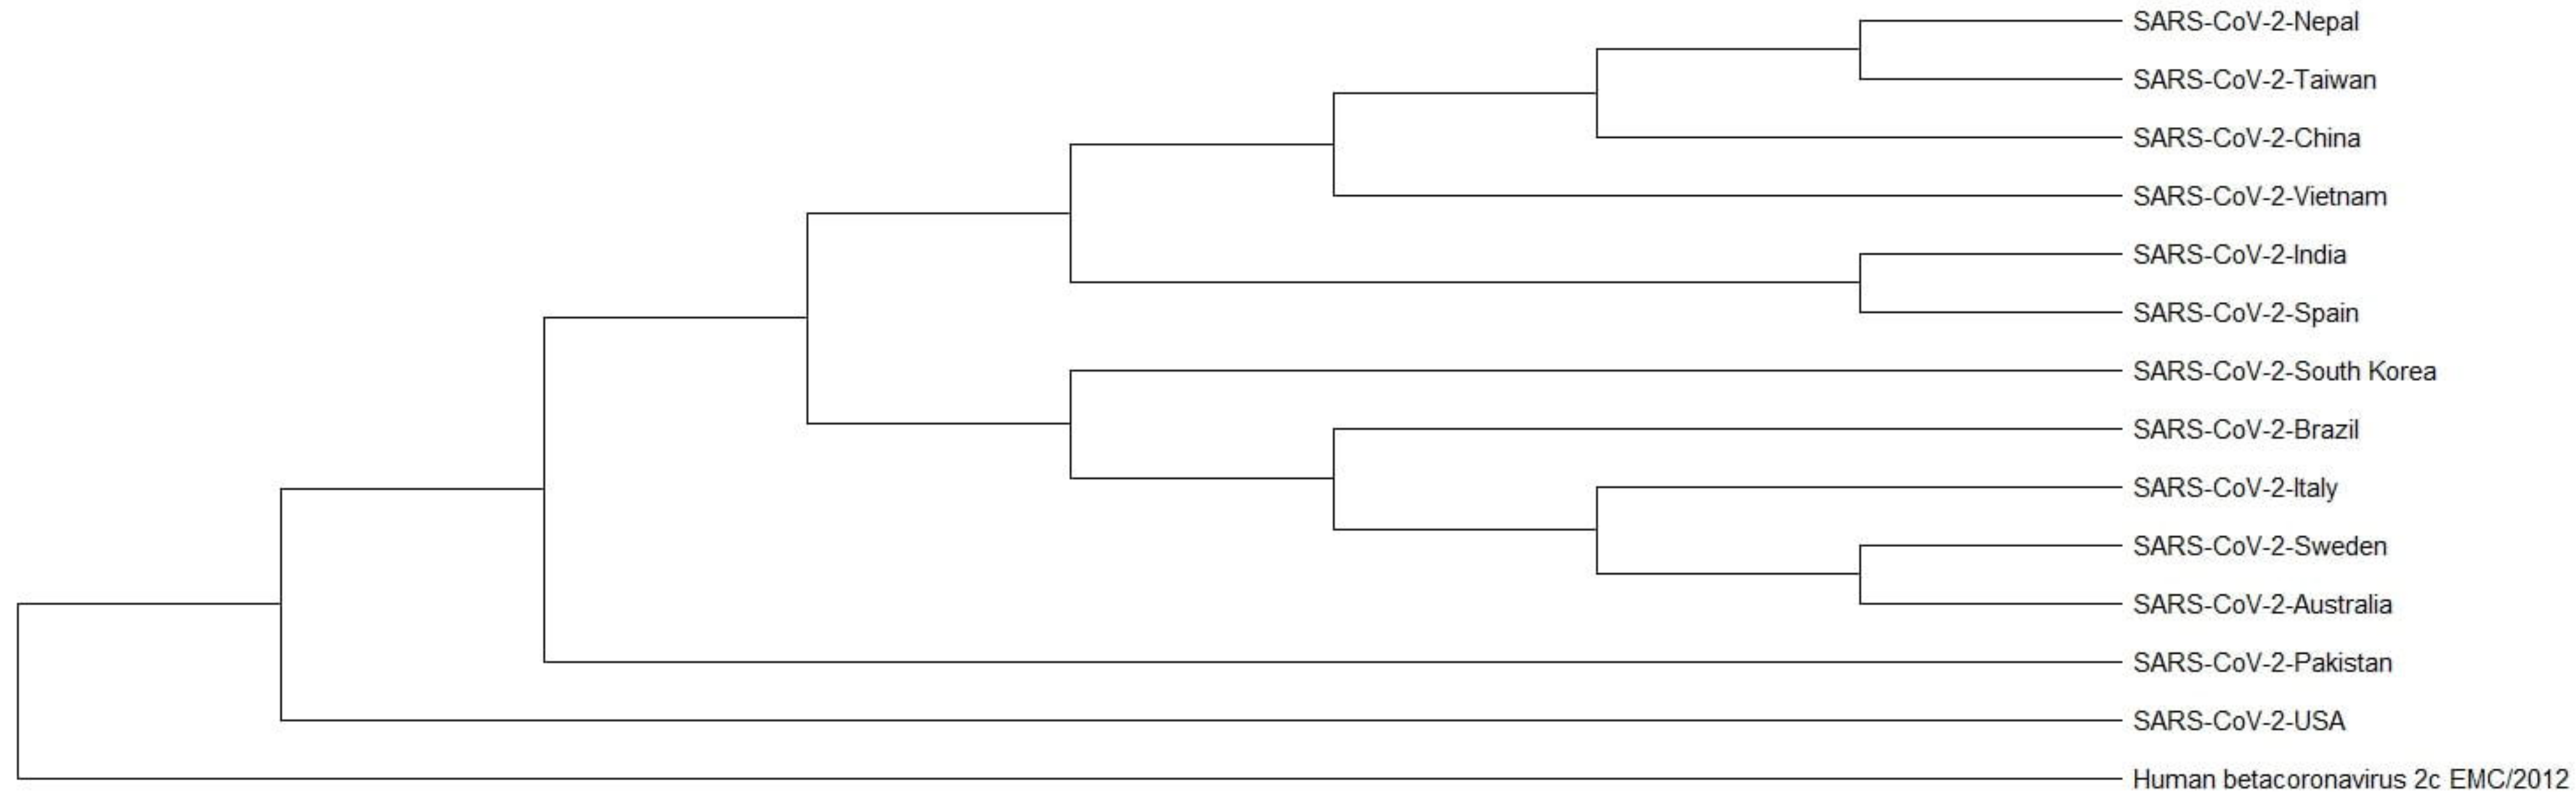 SARS-CoV-2-Nepal
SARS-CoV-2-Taiwan
SARS-CoV-2-China
SARS-CoV-2-Vietnam
SARS-CoV-2-India
SARS-CoV-2-Spain
SARS-CoV-2-South Korea
SARS-CoV-2-Brazil
SARS-CoV-2-Italy
SARS-CoV-2-Sweden
SARS-CoV-2-Australia
SARS-CoV-2-Pakistan
SARS-CoV-2-USA
Human betacoronavirus 2c EMC/2012